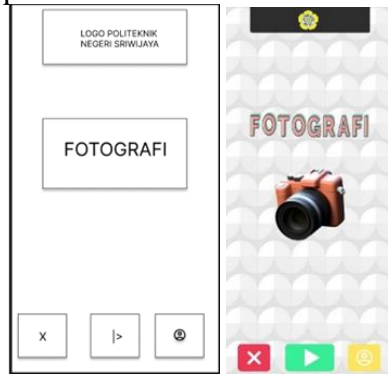 LOGO POLITEKNIK
NEGERI SRIWIJAYA
FOTOGRAFI
X |>
FOTOGRAFI